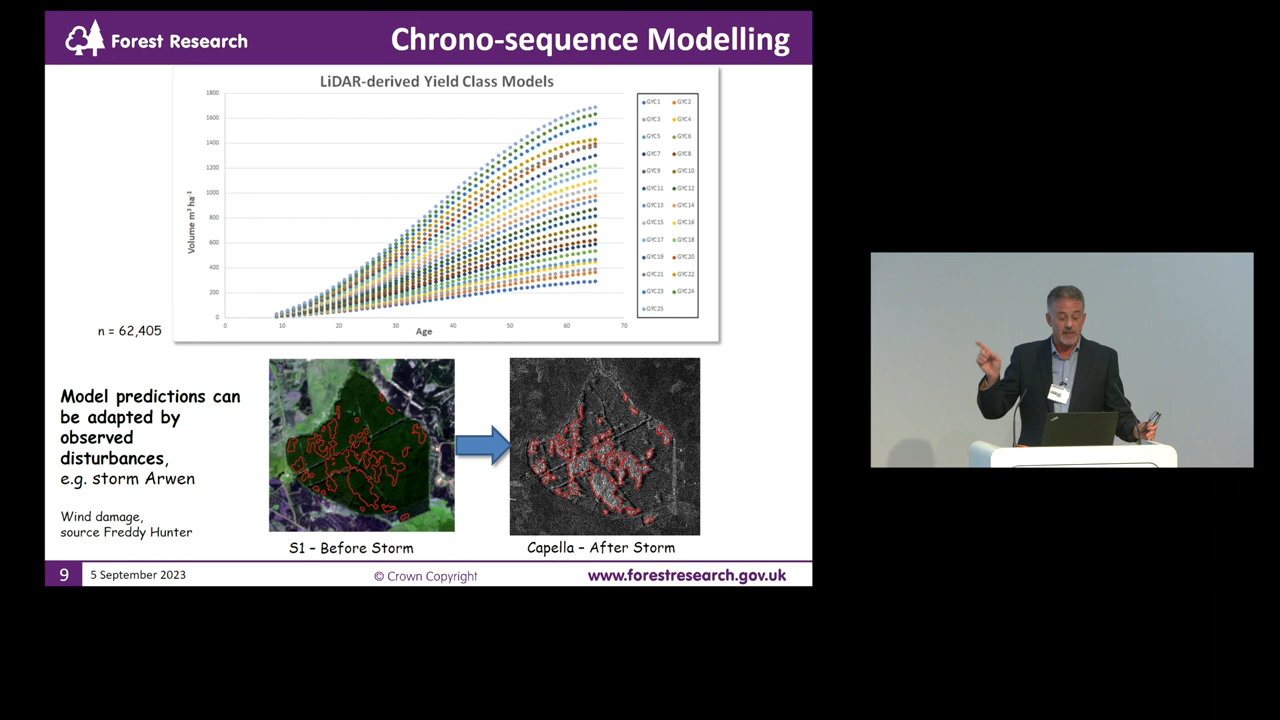 Forest Research
Chrono-sequence Modelling
LiDAR-derived Yield Class Models
Volume m³ ha⁻¹
1800
1600
1400
1200
1000
800
600
400
200
0
0 10 20 30 40 50 60 70
Age
GYC1 GYC2
GYC3 GYC4
GYC5 GYC6
GYC7 GYC8
GYC9 GYC10
GYC11 GYC12
GYC13 GYC14
GYC15 GYC16
GYC17 GYC18
GYC19 GYC20
GYC21 GYC22
GYC23 GYC24
GYC25
n = 62,405
Model predictions can
be adapted by
observed
disturbances,
e.g. storm Arwen
Wind damage,
source Freddy Hunter
S1 – Before Storm
Capella – After Storm
9
5 September 2023
© Crown Copyright
www.forestresearch.gov.uk